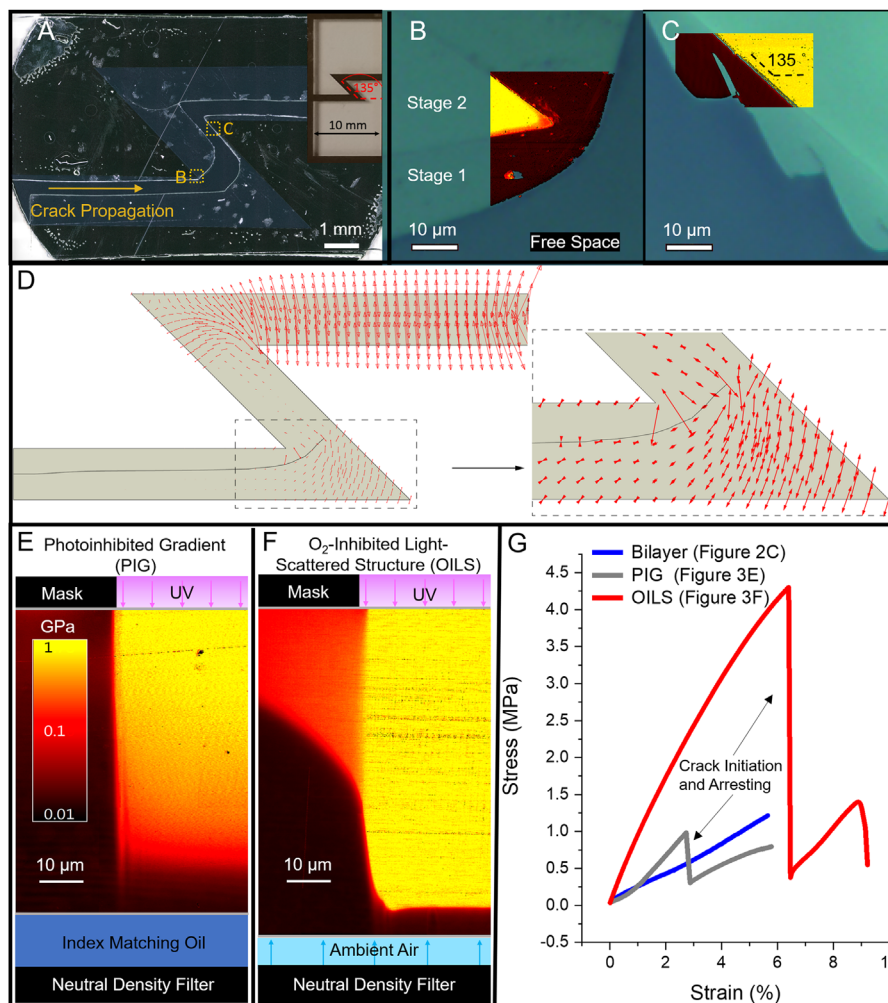 A
135°
10 mm
C
B
Crack Propagation
1 mm
B
Stage 2
Stage 1
10 µm
Free Space
C
135
10 µm
D
E
Photoinhibited Gradient
(PIG)
Mask
UV
GPa
1
0.1
0.01
10 µm
Index Matching Oil
Neutral Density Filter
F
O₂-Inhibited Light-
Scattered Structure (OILS)
Mask
UV
10 µm
Ambient Air
Neutral Density Filter
G
Bilayer (Figure 2C)
PIG (Figure 3E)
OILS (Figure 3F)
Crack Initiation
and Arresting
Stress (MPa)
4.5
4.0
3.5
3.0
2.5
2.0
1.5
1.0
0.5
0.0
-0.5
0 2 4 6 8
Strain (%)